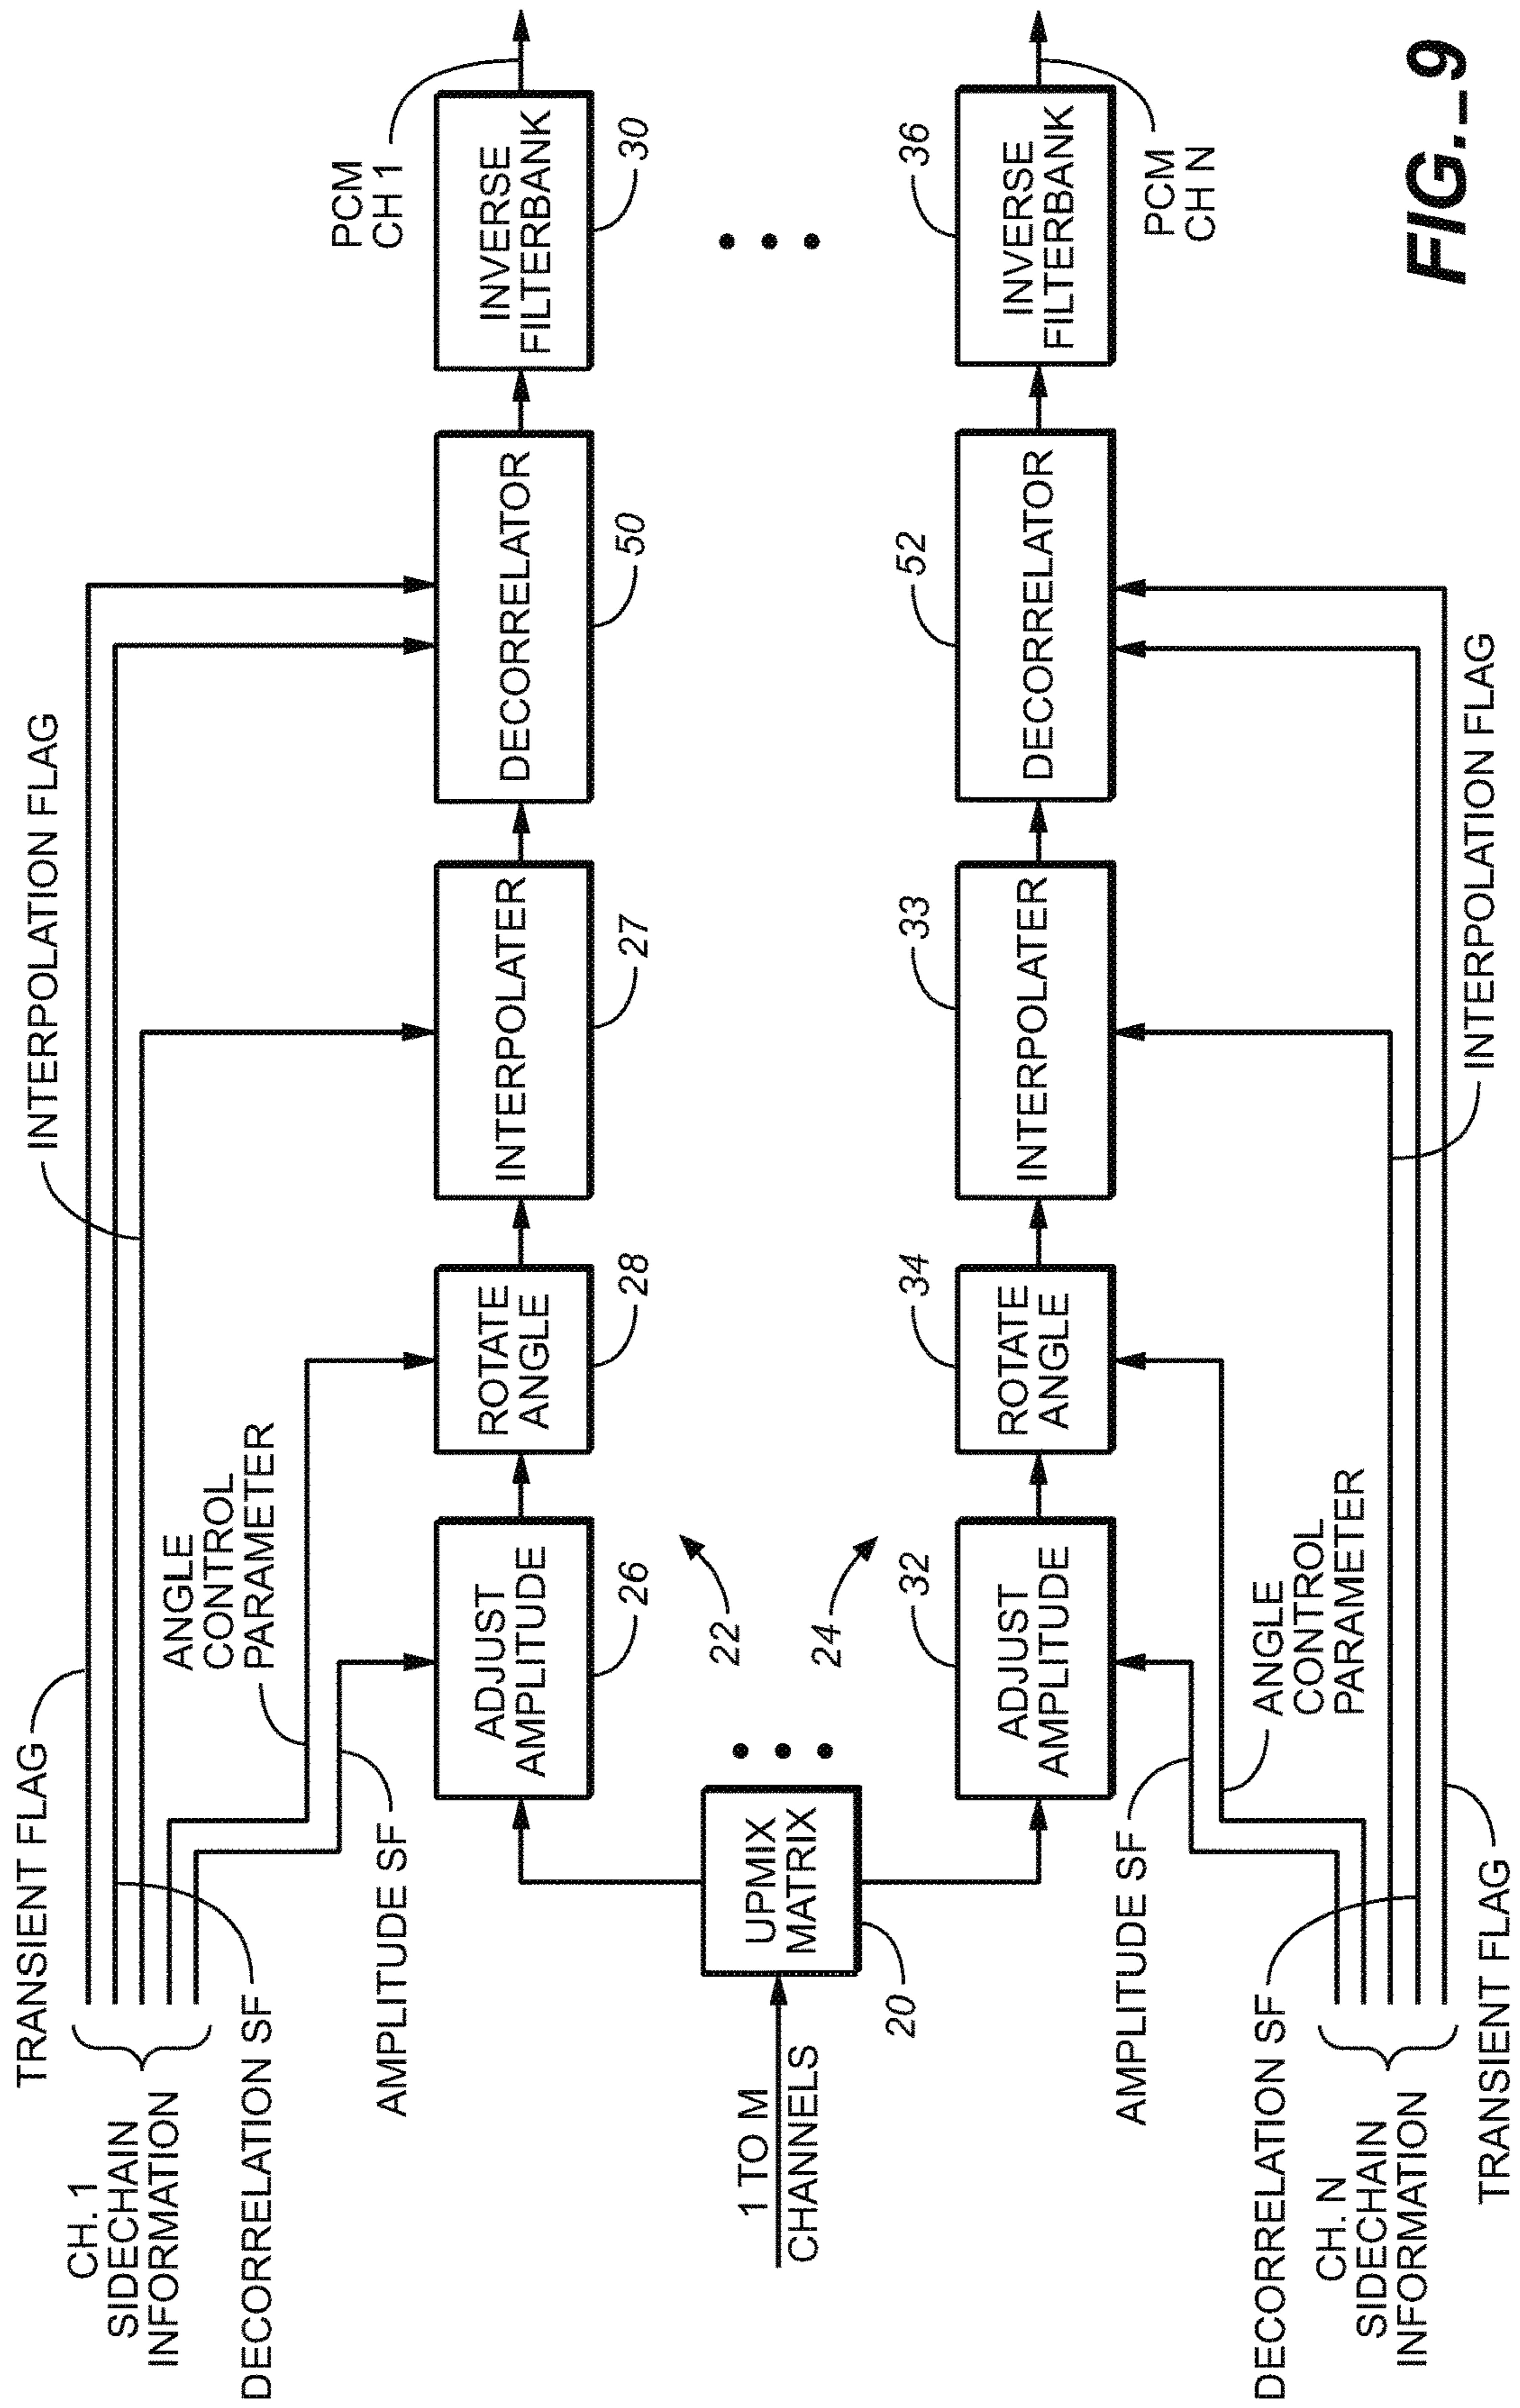 TRANSIENT FLAG
INTERPOLATION FLAG
CH. 1
SIDECHAIN
INFORMATION
DECORRELATION SF
ANGLE
CONTROL
PARAMETER
AMPLITUDE SF
PCM
CH 1
ADJUST
AMPLITUDE
26
ROTATE
ANGLE
28
INTERPOLATER
27
DECORRELATOR
50
INVERSE
FILTERBANK
30
22
24
1 TO M
CHANNELS
UPMIX
MATRIX
20
32
ADJUST
AMPLITUDE
34
ROTATE
ANGLE
33
INTERPOLATER
52
DECORRELATOR
36
INVERSE
FILTERBANK
PCM
CH N
AMPLITUDE SF
ANGLE
CONTROL
PARAMETER
DECORRELATION SF
CH. N
SIDECHAIN
INFORMATION
INTERPOLATION FLAG
TRANSIENT FLAG
FIG._9